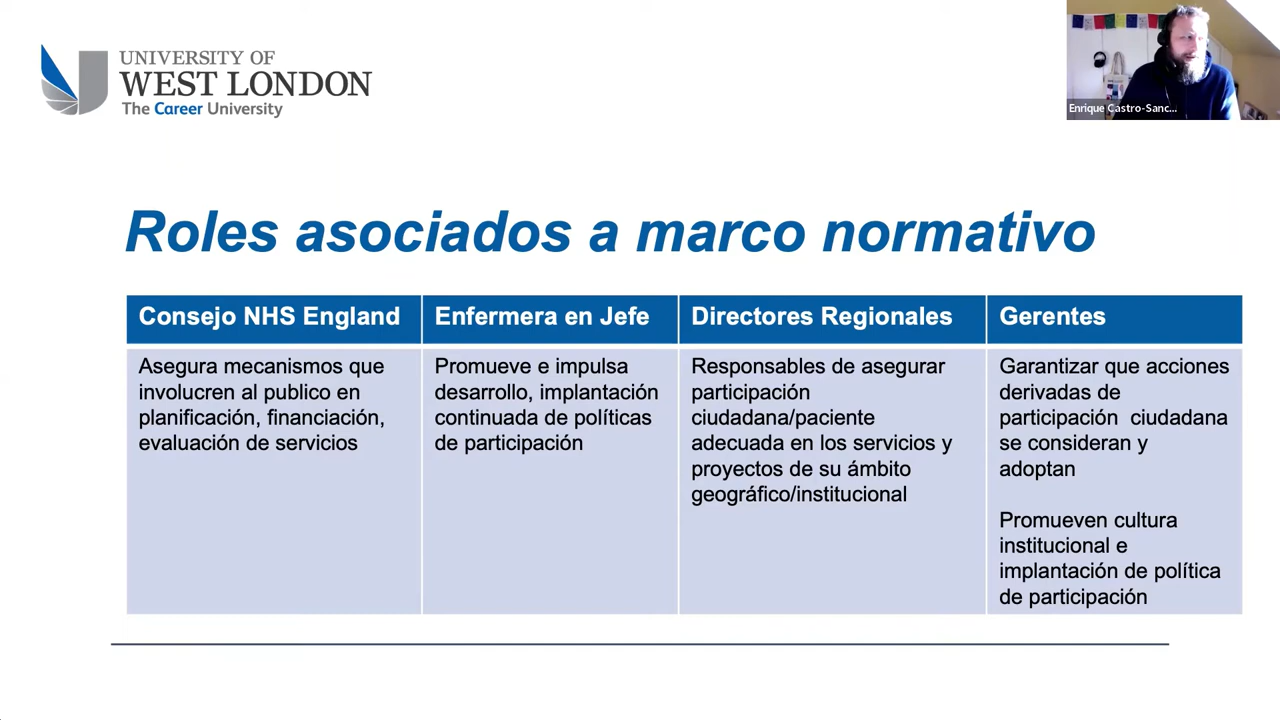 UNIVERSITY OF
WEST LONDON
The Career University
Enrique Castro-Sanc...
Roles asociados a marco normativo
Consejo NHS England
Enfermera en Jefe
Directores Regionales
Gerentes
Asegura mecanismos que
involucren al publico en
planificación, financiación,
evaluación de servicios
Promueve e impulsa
desarrollo, implantación
continuada de políticas
de participación
Responsables de asegurar
participación
ciudadana/paciente
adecuada en los servicios y
proyectos de su ámbito
geográfico/institucional
Garantizar que acciones
derivadas de
participación ciudadana
se consideran y
adoptan
Promueven cultura
institucional e
implantación de política
de participación